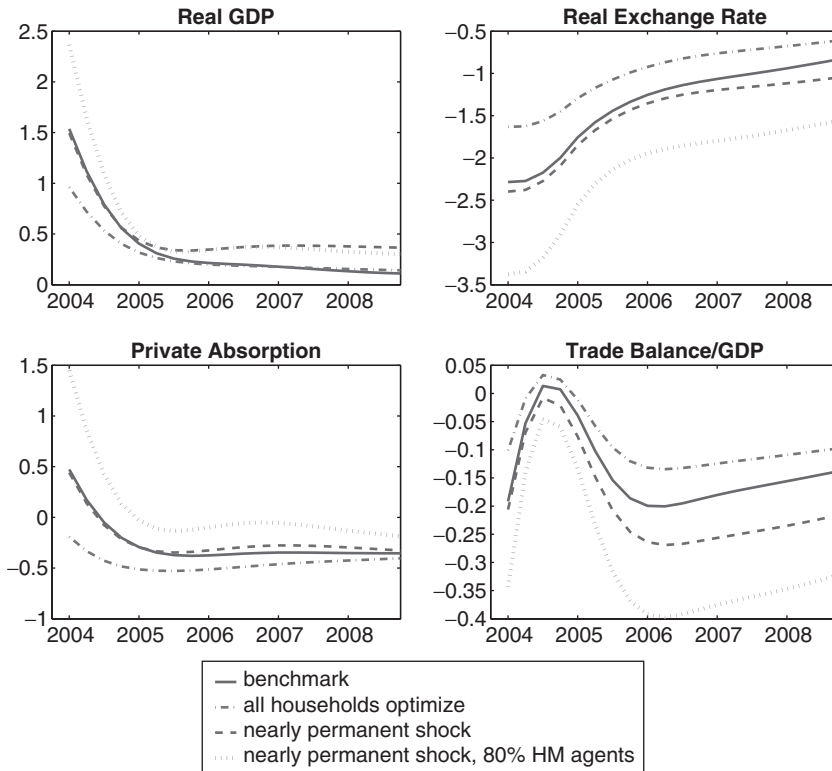 Real GDP
2.5
2
1.5
1
0.5
0
2004 2005 2006 2007 2008
Real Exchange Rate
−0.5
−1
−1.5
−2
−2.5
−3
−3.5
2004 2005 2006 2007 2008
Private Absorption
1.5
1
0.5
0
−0.5
−1
2004 2005 2006 2007 2008
Trade Balance/GDP
0.05
0
−0.05
−0.1
−0.15
−0.2
−0.25
−0.3
−0.35
−0.4
2004 2005 2006 2007 2008
benchmark
all households optimize
nearly permanent shock
nearly permanent shock, 80% HM agents